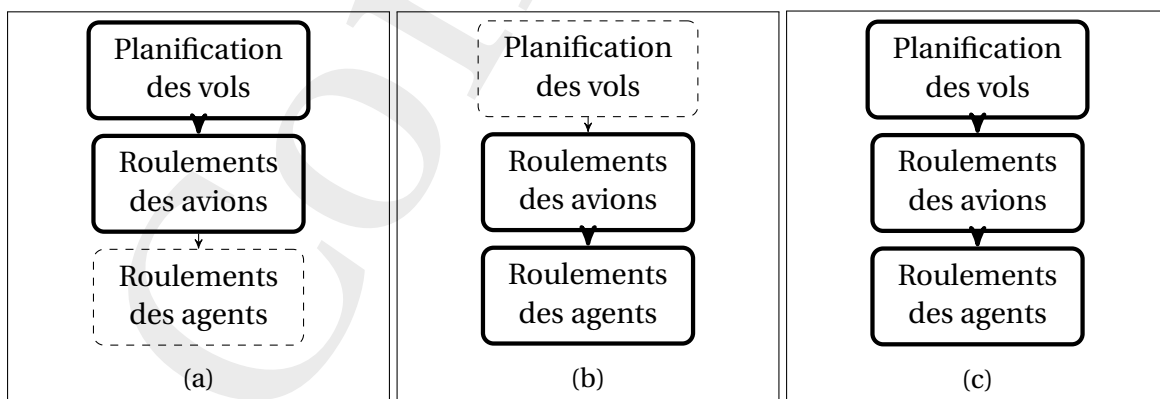 Planification
des vols
Roulements
des avions
Roulements
des agents
(a)
Planification
des vols
Roulements
des avions
Roulements
des agents
(b)
Planification
des vols
Roulements
des avions
Roulements
des agents
(c)